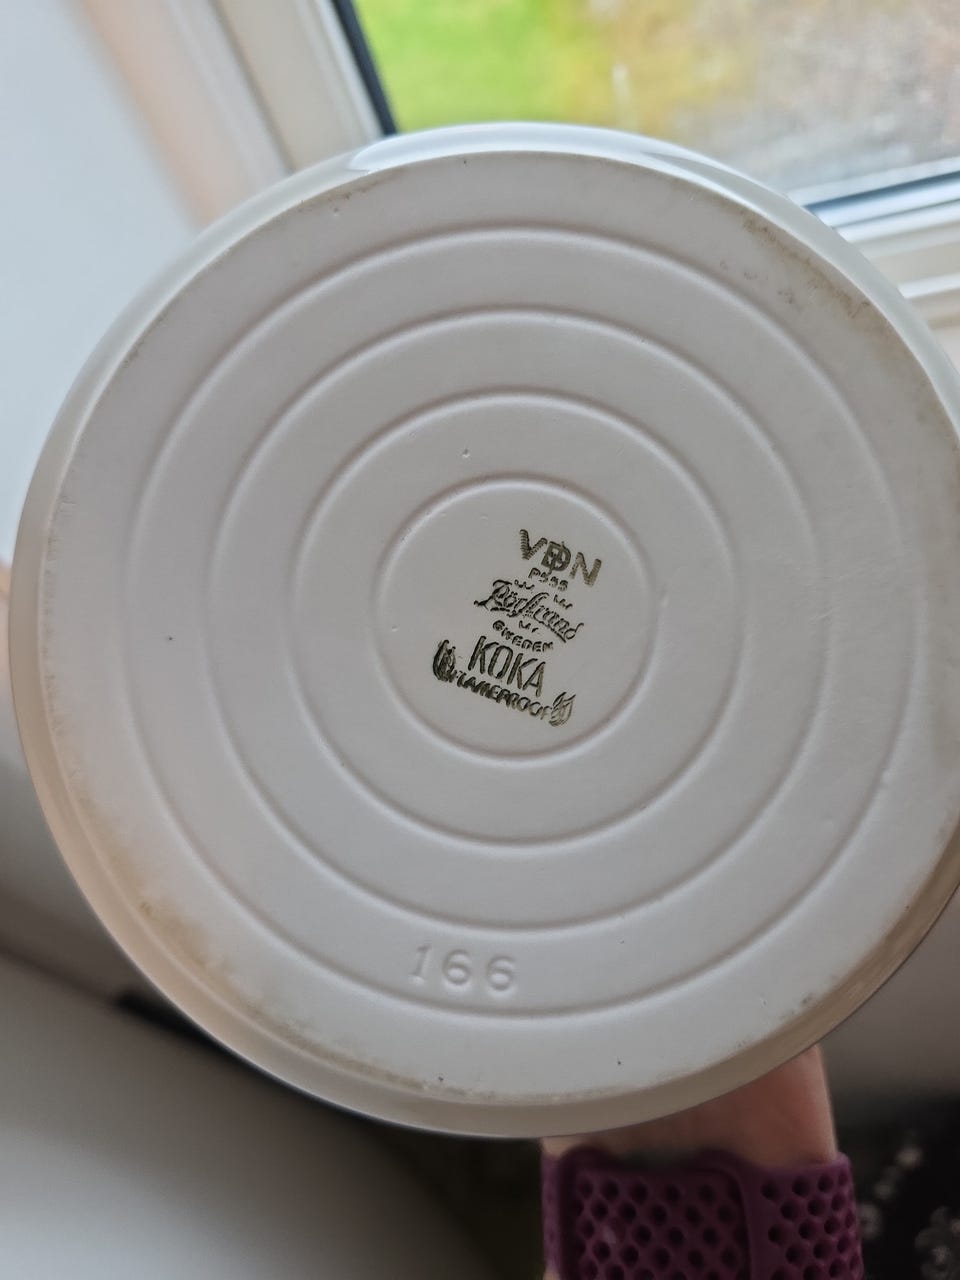 VDN
Rörstrand
SWEDEN
KOKA
FLAMEPROOF
166